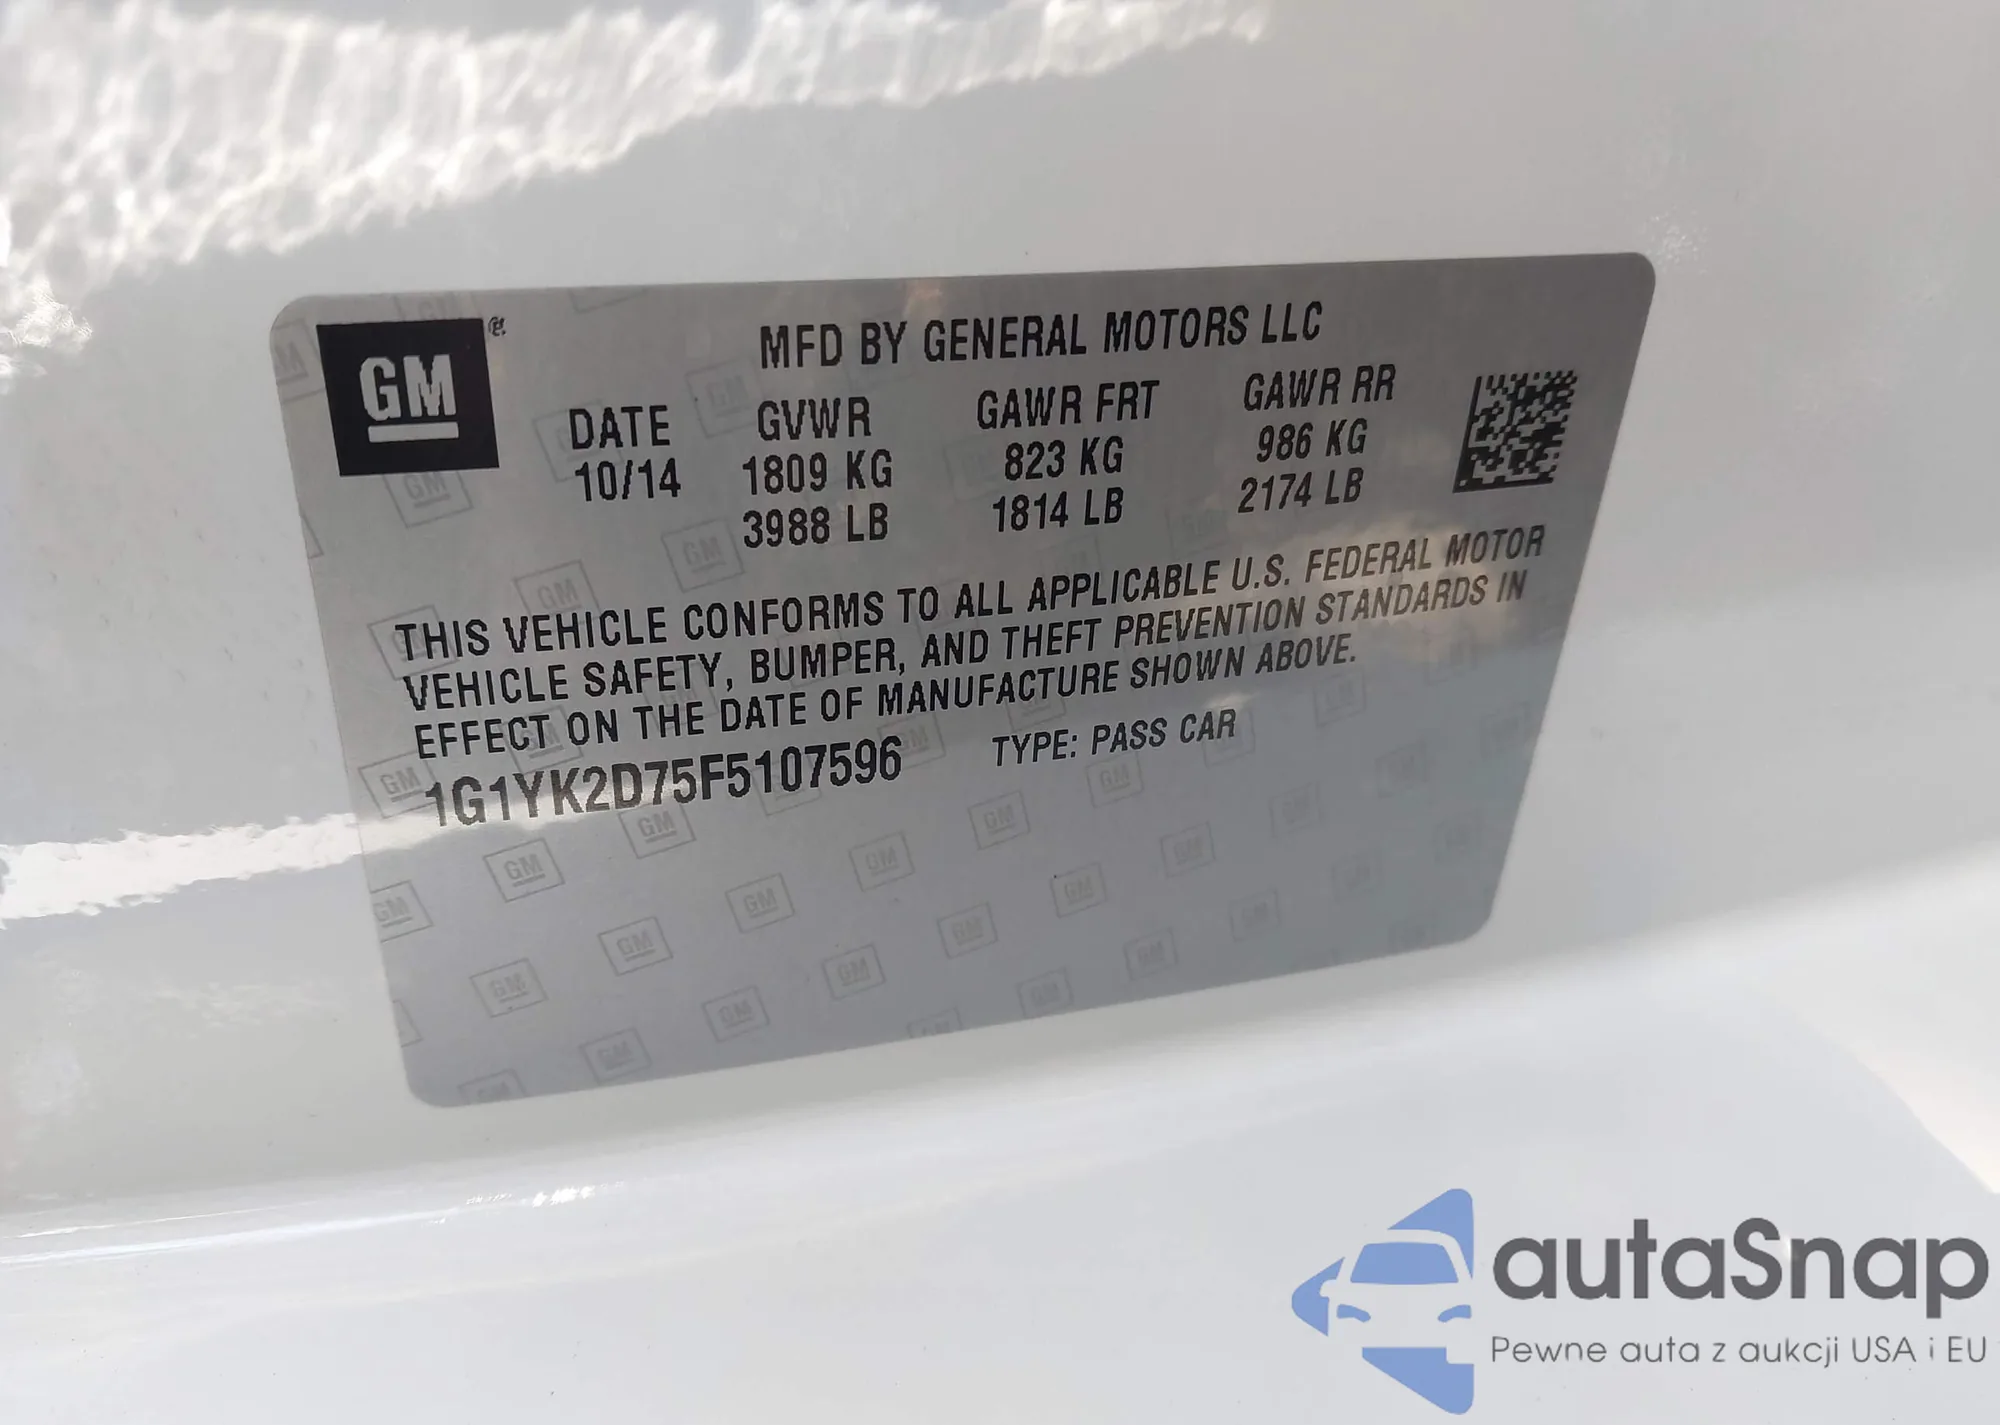 GM
MFD BY GENERAL MOTORS LLC
DATE GVWR GAWR FRT GAWR RR
10/14 1809 KG 823 KG 986 KG
3988 LB 1814 LB 2174 LB
THIS VEHICLE CONFORMS TO ALL APPLICABLE U.S. FEDERAL MOTOR
VEHICLE SAFETY, BUMPER, AND THEFT PREVENTION STANDARDS IN
EFFECT ON THE DATE OF MANUFACTURE SHOWN ABOVE.
1G1YK2D75F5107596 TYPE: PASS CAR
autaSnap
Pewne auta z aukcji USA i EU